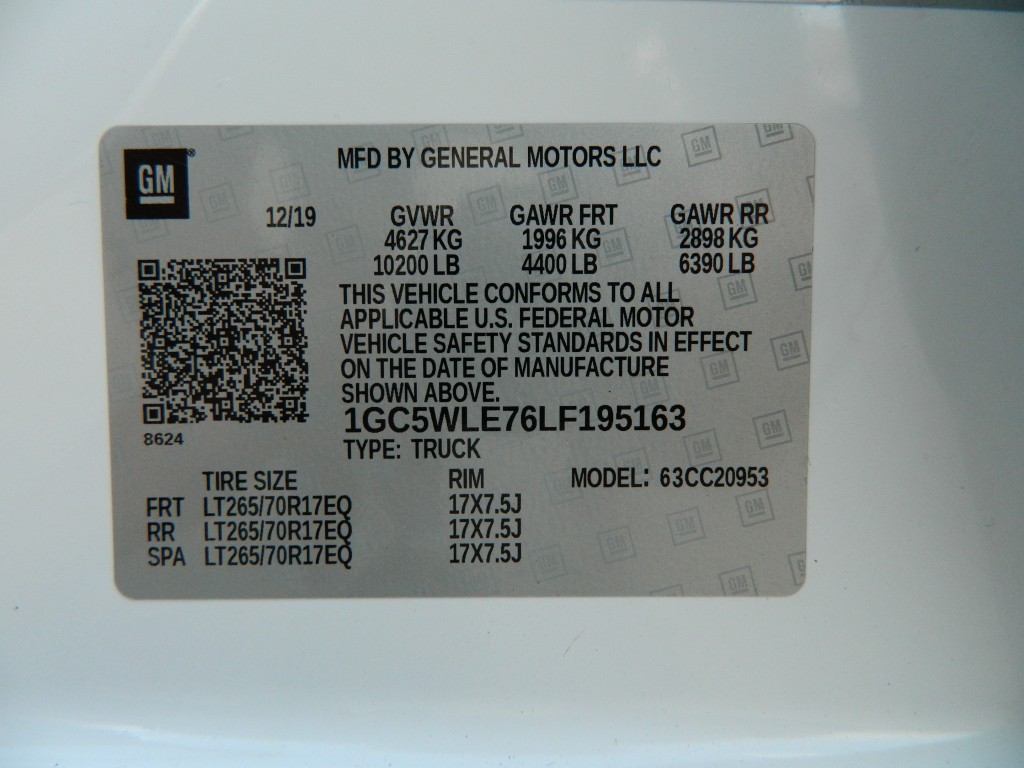 GM®
MFD BY GENERAL MOTORS LLC
12/19 GVWR GAWR FRT GAWR RR
4627 KG 1996 KG 2898 KG
10200 LB 4400 LB 6390 LB
THIS VEHICLE CONFORMS TO ALL
APPLICABLE U.S. FEDERAL MOTOR
VEHICLE SAFETY STANDARDS IN EFFECT
ON THE DATE OF MANUFACTURE
SHOWN ABOVE.
1GC5WLE76LF195163
8624
TYPE: TRUCK
TIRE SIZE RIM MODEL: 63CC20953
FRT LT265/70R17EQ 17X7.5J
RR LT265/70R17EQ 17X7.5J
SPA LT265/70R17EQ 17X7.5J